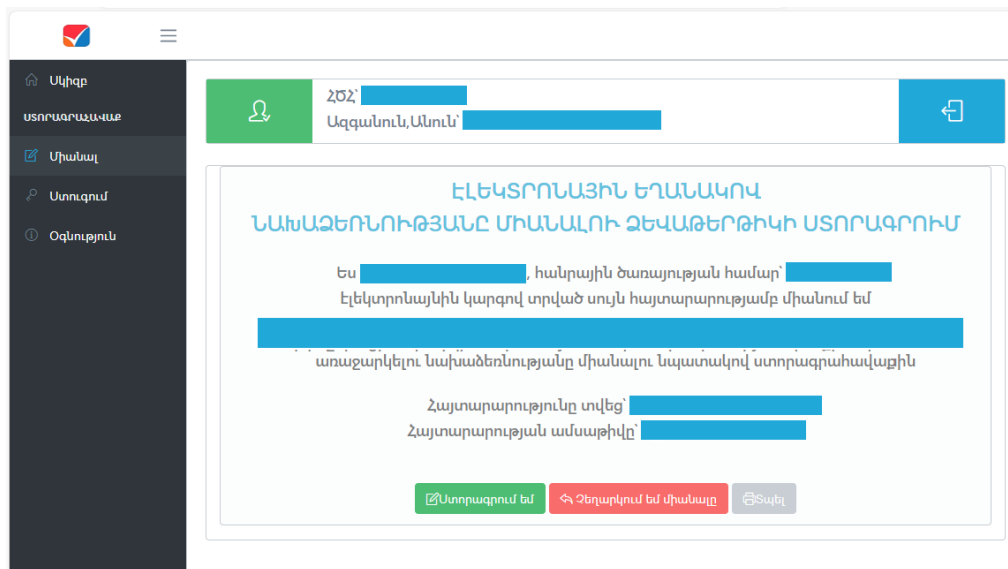 Սկիզբ
ՍՏՈՐԱԳՐԱՀԱՎԱՔ
Միանալ
Ստուգում
Օգնություն
ՀԾՀ՝
Ազգանուն,Անուն՝
ԷԼԵԿՏՐՈՆԱՅԻՆ ԵՂԱՆԱԿՈՎ
ՆԱԽԱՁԵՌՆՈՒԹՅԱՆԸ ՄԻԱՆԱԼՈՒ ՁԵՎԱԹԵՐԹԻԿԻ ՍՏՈՐԱԳՐՈՒՄ
Ես , հանրային ծառայության համար՝
էլեկտրոնայնին կարգով տրված սույն հայտարարությամբ միանում եմ
առաջարկելու նախաձեռնությանը միանալու նպատակով ստորագրահավաքին
Հայտարարությունը տվեց՝
Հայտարարության ամսաթիվը՝
Ստորագրում եմ
Չեղարկում եմ միանալը
Տպել